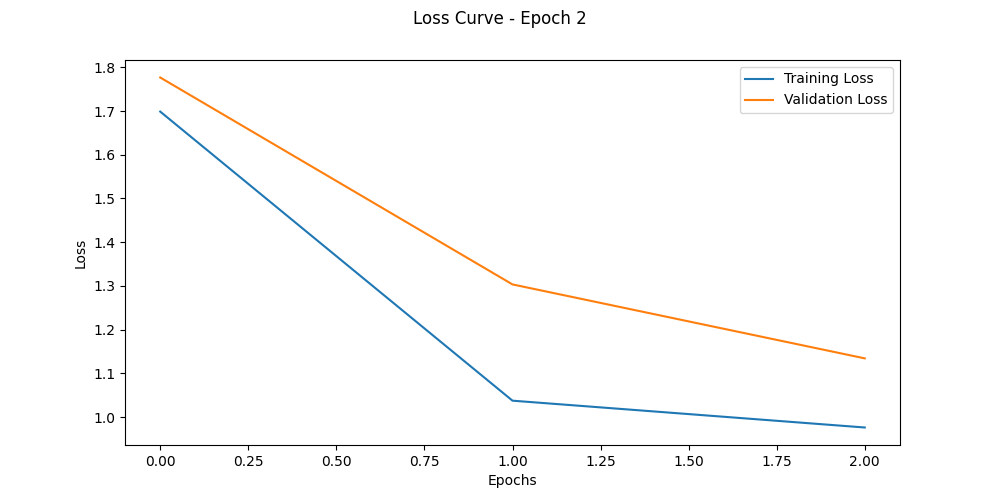 Loss Curve - Epoch 2
Training Loss
Validation Loss
1.8
1.7
1.6
1.5
1.4
1.3
1.2
1.1
1.0
Loss
0.00 0.25 0.50 0.75 1.00 1.25 1.50 1.75 2.00
Epochs